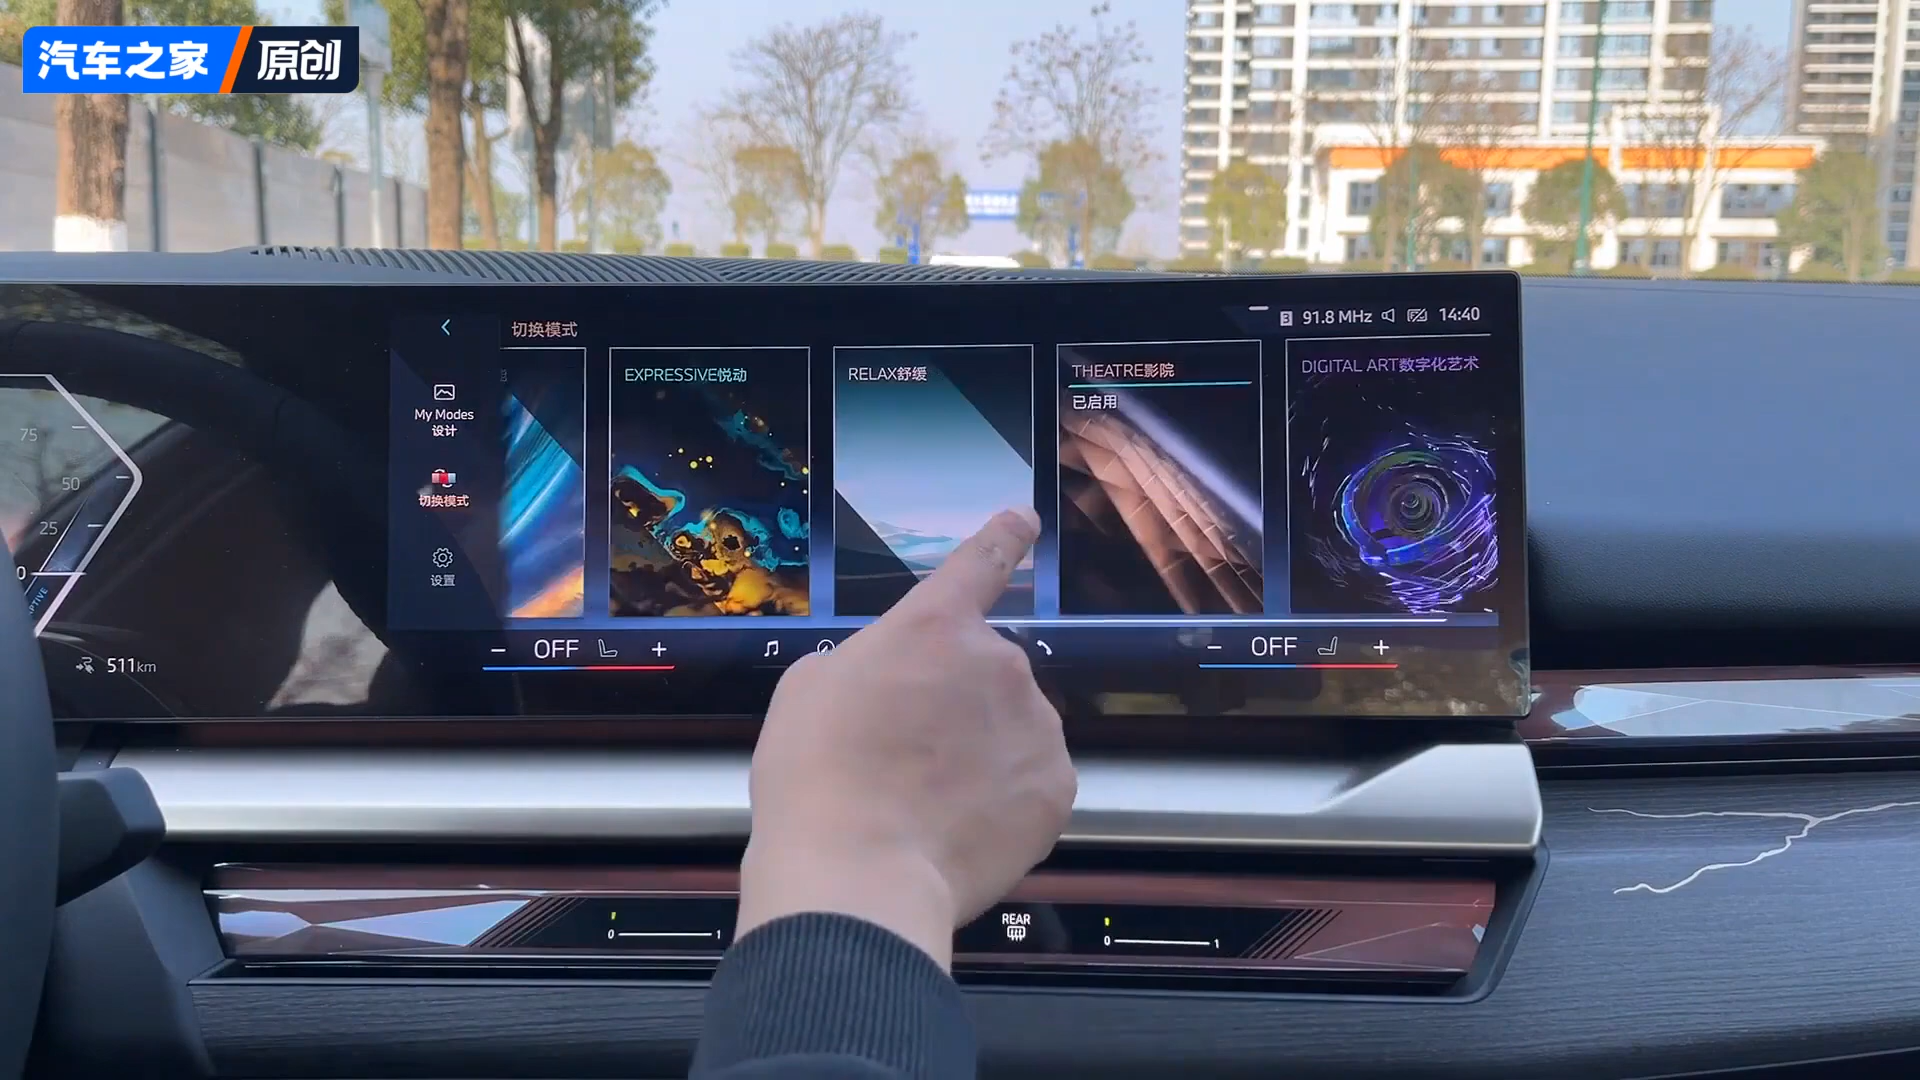 汽车之家 原创
切换模式
3 91.8 MHz 14:40
EXPRESSIVE悦动
RELAX舒缓
THEATRE影院
已启用
DIGITAL ART数字化艺术
My Modes
设计
切换模式
设置
75
50
25
0
511km
− OFF +
− OFF +
REAR
0 1
0 1